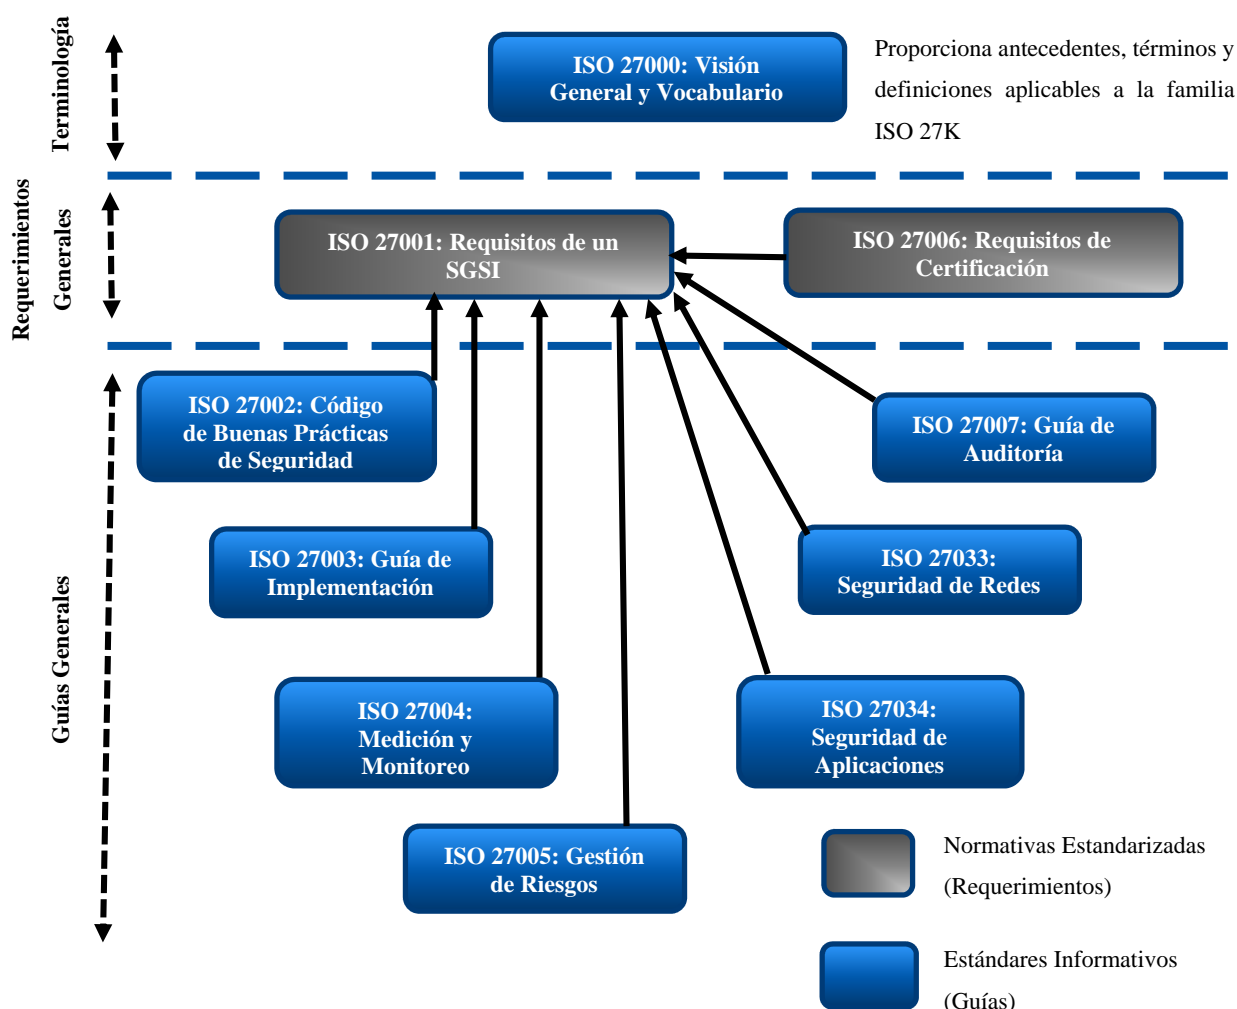 Terminología
ISO 27000: Visión
General y Vocabulario
Proporciona antecedentes, términos y
definiciones aplicables a la familia
ISO 27K
Requerimientos
Generales
ISO 27001: Requisitos de un
SGSI
ISO 27006: Requisitos de
Certificación
Guías Generales
ISO 27002: Código
de Buenas Prácticas
de Seguridad
ISO 27007: Guía de
Auditoría
ISO 27003: Guía de
Implementación
ISO 27033:
Seguridad de Redes
ISO 27004:
Medición y
Monitoreo
ISO 27034:
Seguridad de
Aplicaciones
ISO 27005: Gestión
de Riesgos
Normativas Estandarizadas
(Requerimientos)
Estándares Informativos
(Guías)